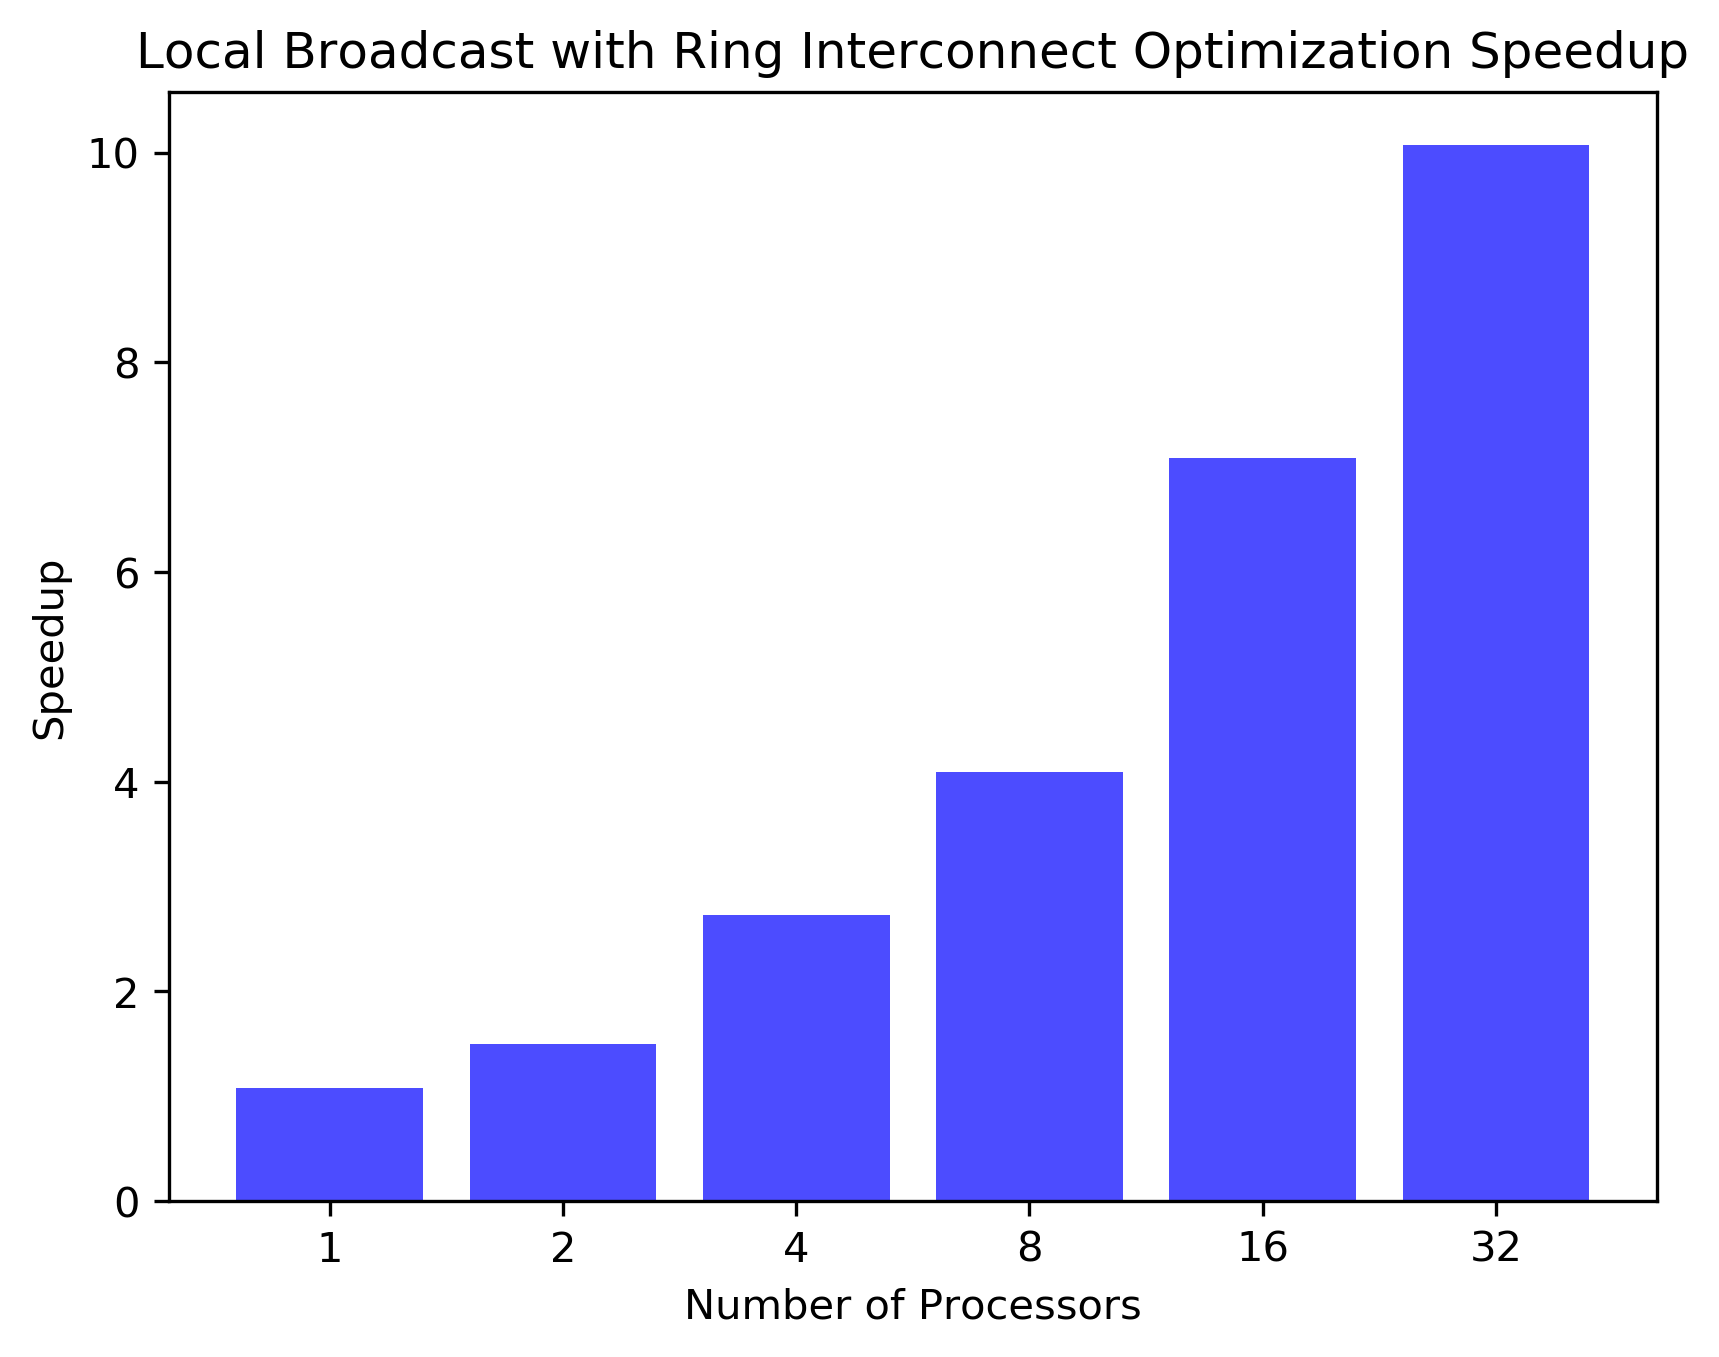 Local Broadcast with Ring Interconnect Optimization Speedup
10
8
6
4
2
0
Speedup
1 2 4 8 16 32
Number of Processors